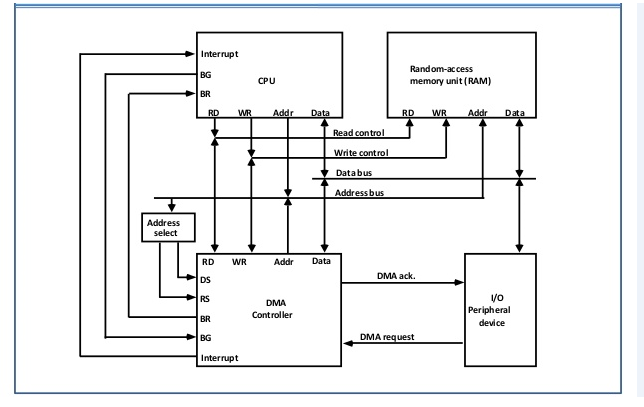 Interrupt
BG
CPU
BR
RD WR Addr Data
Random-access
memory unit (RAM)
RD WR Addr Data
Read control
Write control
Data bus
Address bus
Address
select
RD WR Addr Data
DS
RS
DMA
Controller
BR
BG
Interrupt
DMA ack.
DMA request
I/O
Peripheral
device